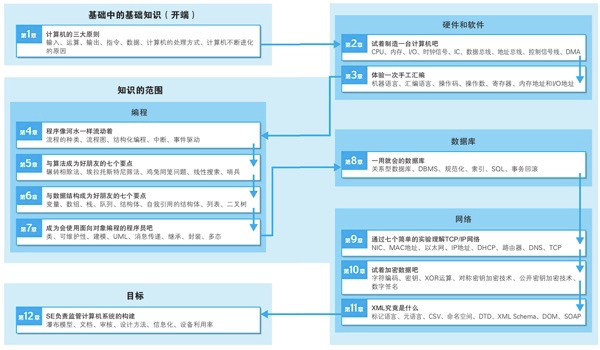 基础中的基础知识（开端）
第1章
计算机的三大原则
输入、运算、输出、指令、数据、计算机的处理方式、计算机不断进化
的原因
硬件和软件
第2章
试着制造一台计算机吧
CPU、内存、I/O、时钟信号、IC、数据总线、地址总线、控制信号线、DMA
第3章
体验一次手工汇编
机器语言、汇编语言、操作码、操作数、寄存器、内存地址和I/O地址
知识的范围
编程
第4章
程序像河水一样流动着
流程的种类、流程图、结构化编程、中断、事件驱动
第5章
与算法成为好朋友的七个要点
辗转相除法、埃拉托斯特尼筛法、鸡兔同笼问题、线性搜索、哨兵
第6章
与数据结构成为好朋友的七个要点
变量、数组、栈、队列、结构体、自我引用的结构体、列表、二叉树
第7章
成为会使用面向对象编程的程序员吧
类、可维护性、建模、UML、消息传递、继承、封装、多态
数据库
第8章
一用就会的数据库
关系型数据库、DBMS、规范化、索引、SQL、事务回滚
网络
第9章
通过七个简单的实验理解TCP/IP网络
NIC、MAC地址、以太网、IP地址、DHCP、路由器、DNS、TCP
第10章
试着加密数据吧
字符编码、密钥、XOR运算、对称密钥加密技术、公开密钥加密技术、
数字签名
第11章
XML究竟是什么
标记语言、元语言、CSV、命名空间、DTD、XML Schema、DOM、SOAP
目标
第12章
SE负责监管计算机系统的构建
瀑布模型、文档、审核、设计方法、信息化、设备利用率